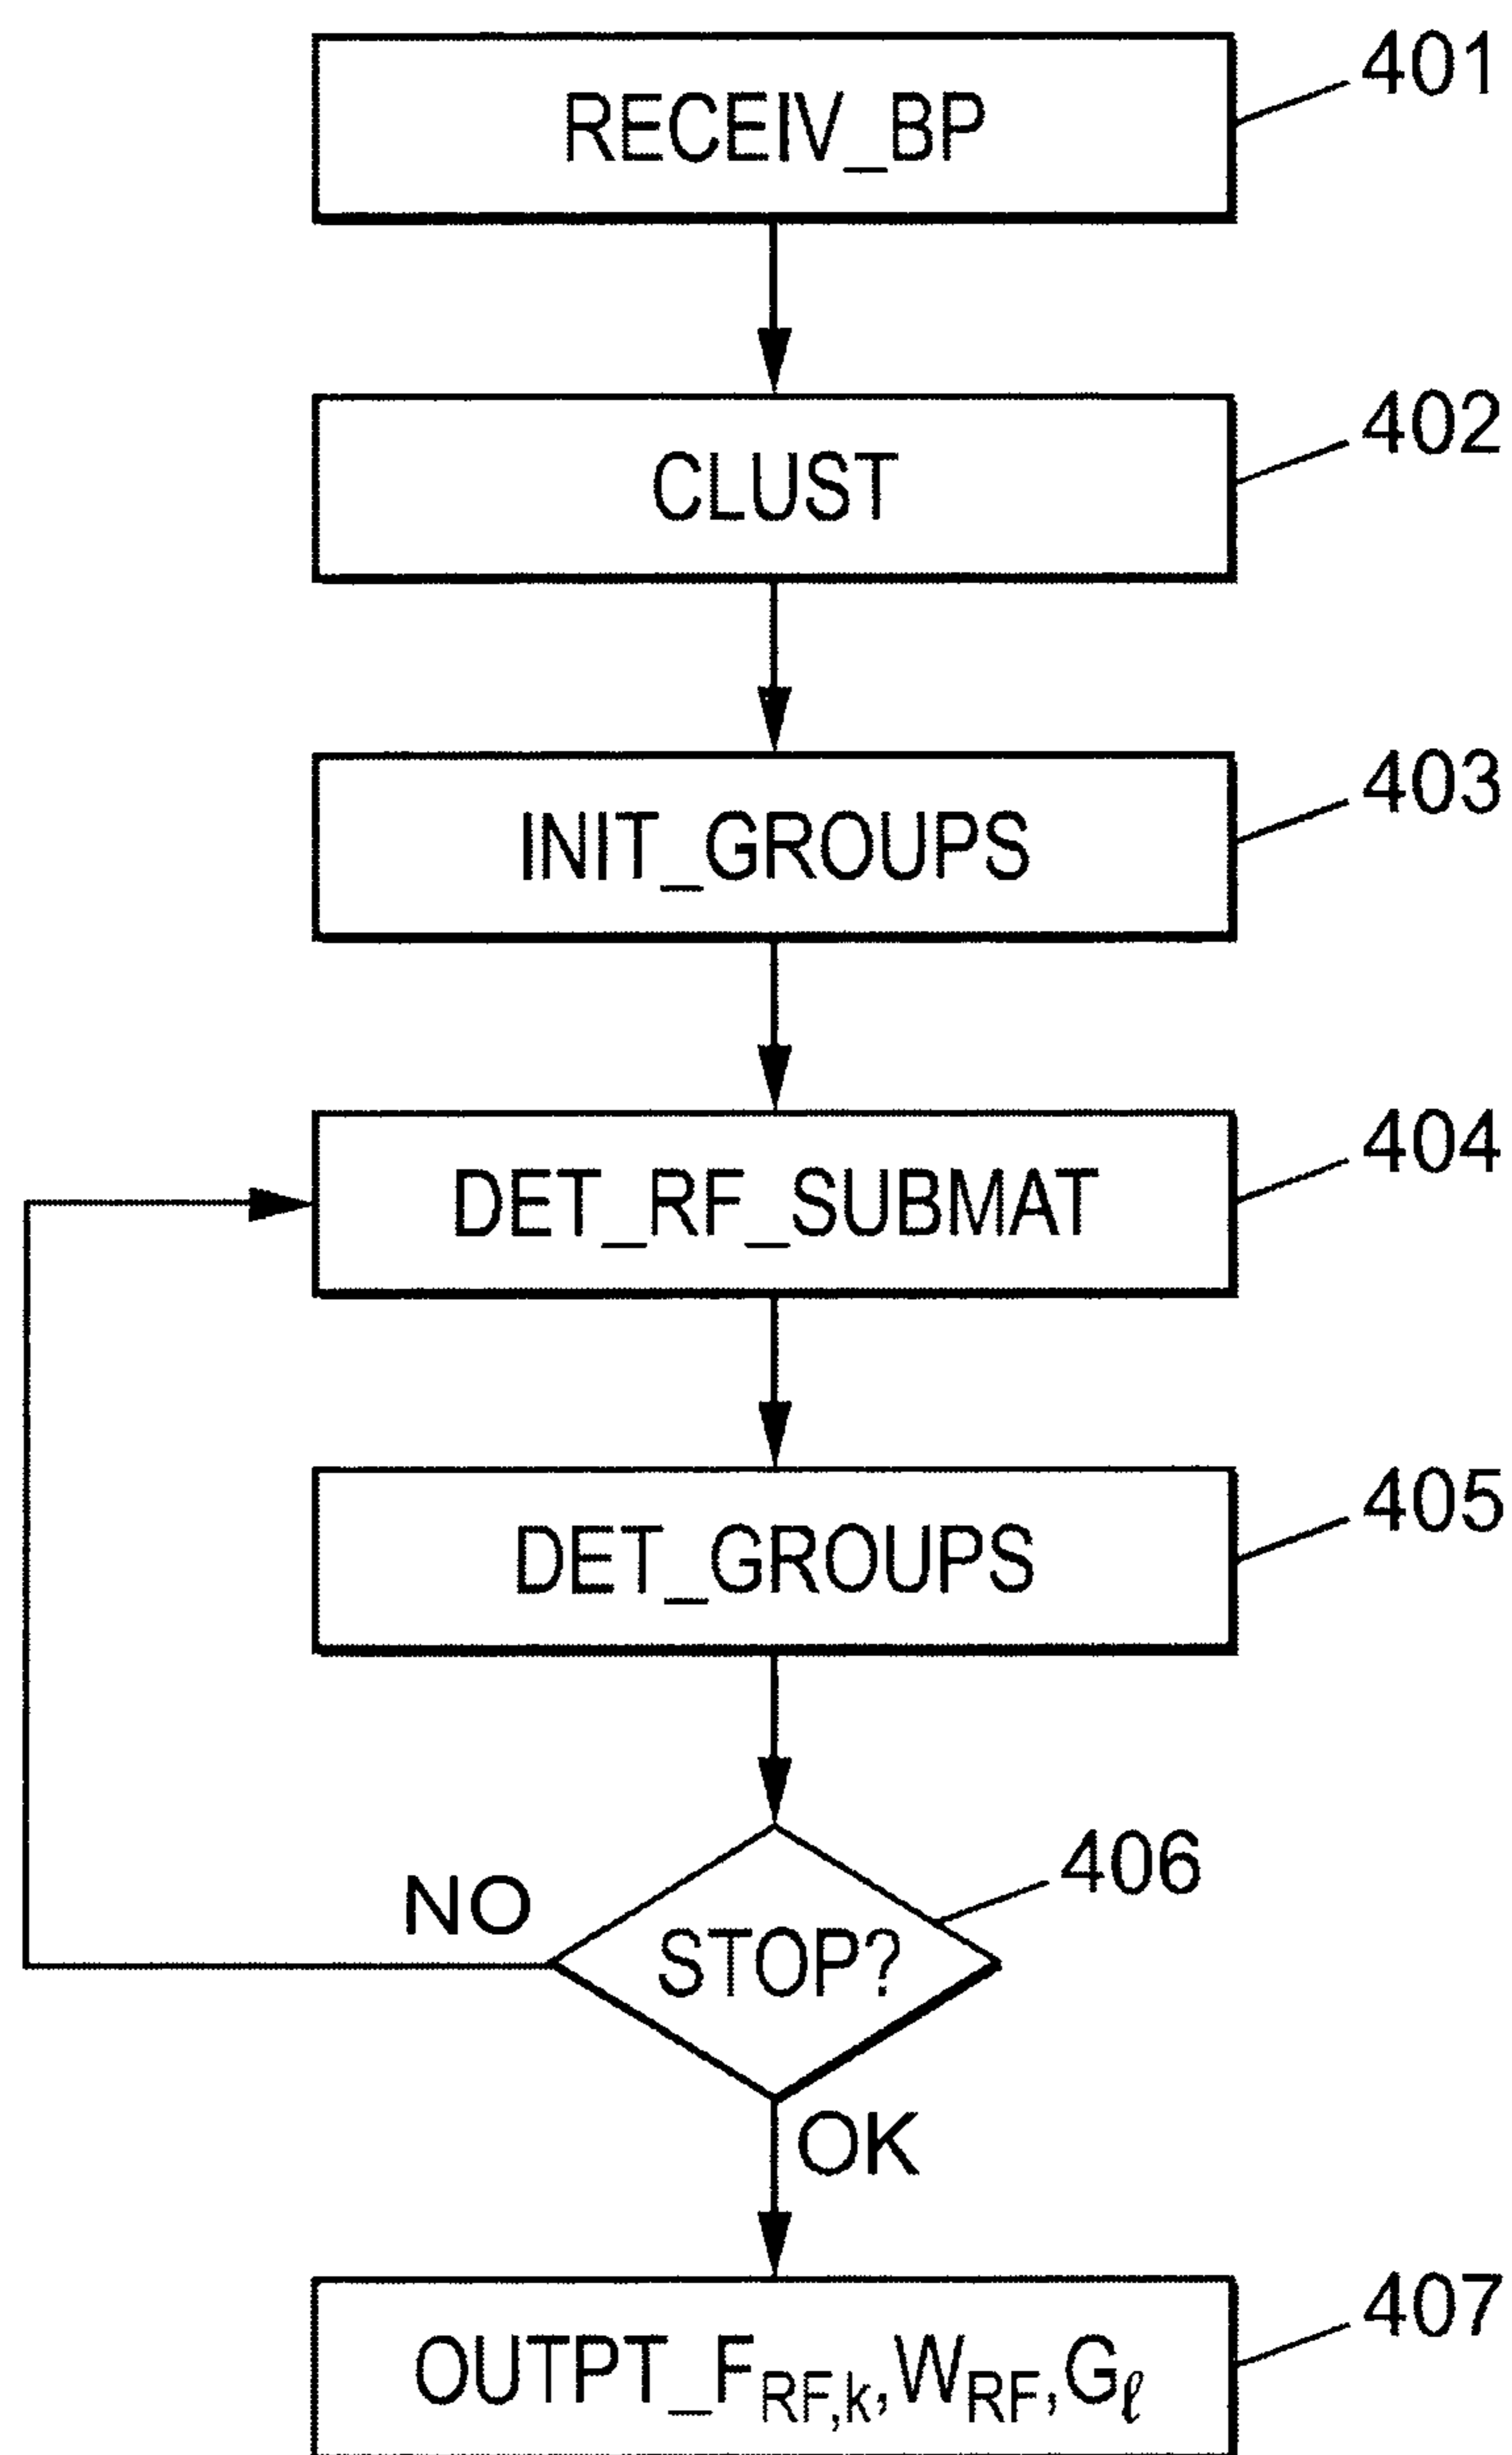 RECEIV_BP
401
CLUST
402
INIT_GROUPS
403
DET_RF_SUBMAT
404
DET_GROUPS
405
406
NO
STOP?
OK
OUTPT_F_RF,k, W_RF, G_ℓ
407